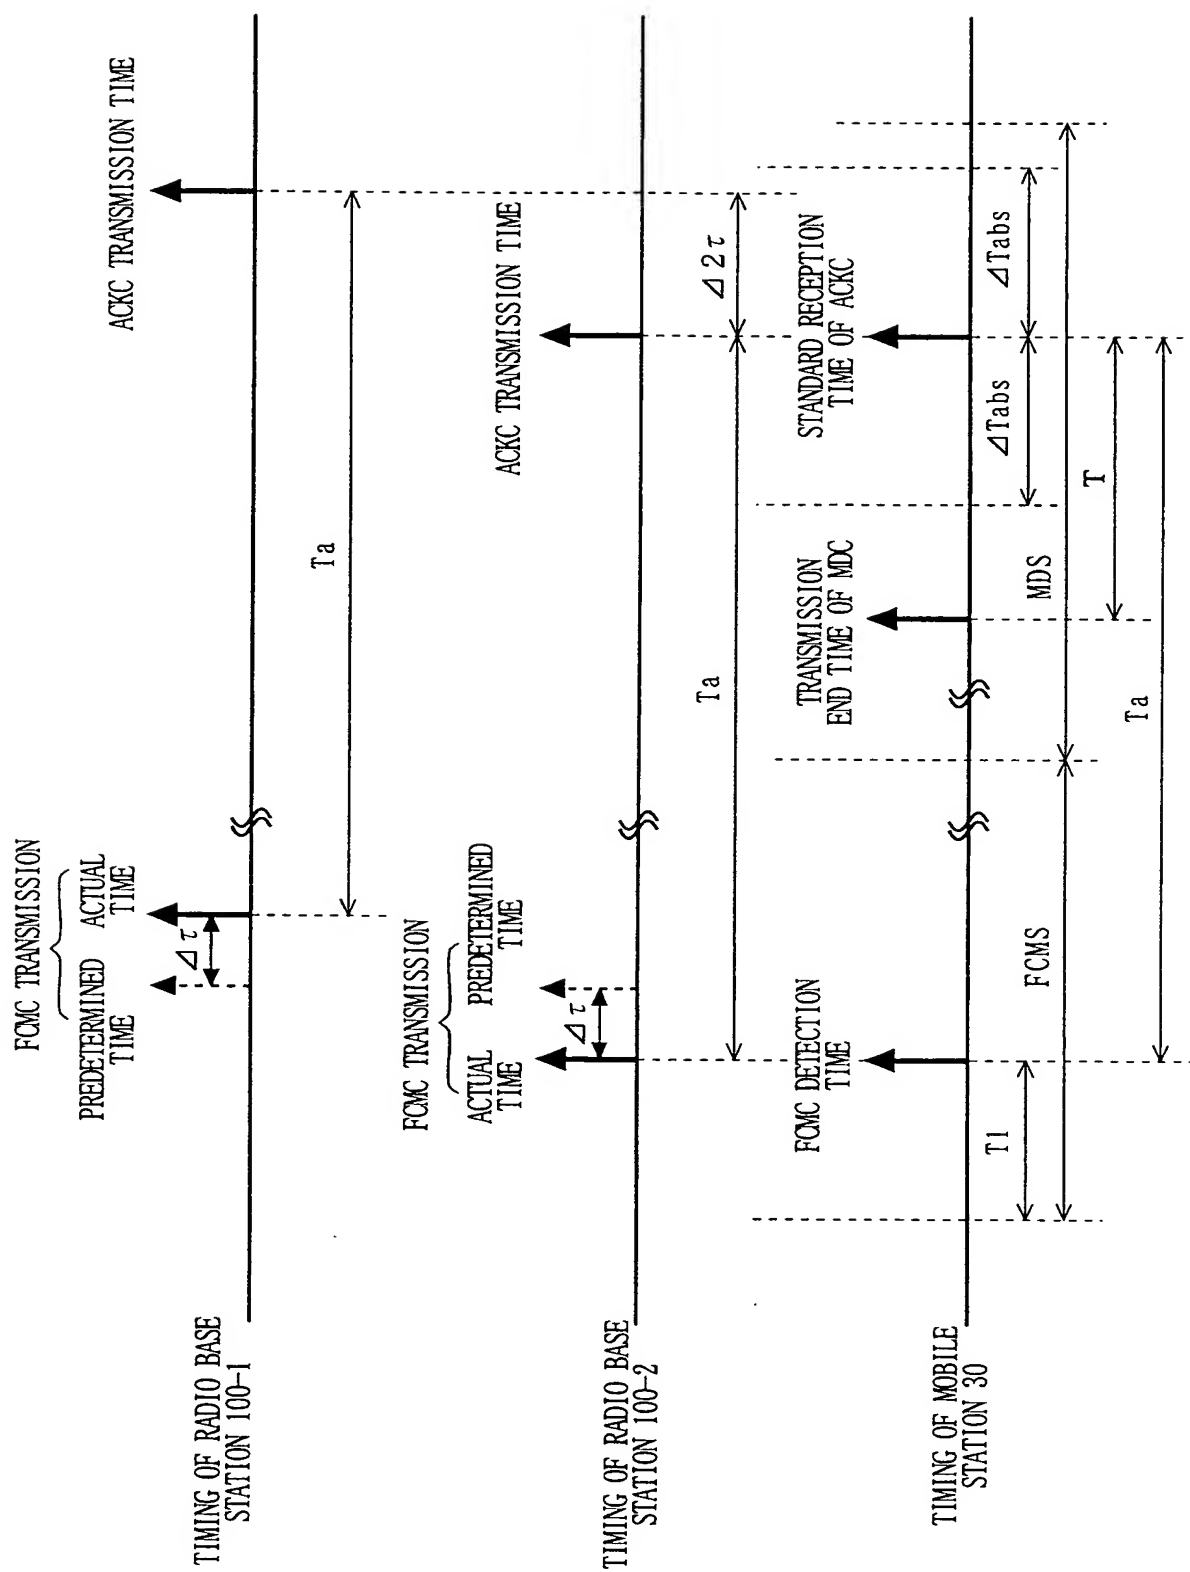 TIMING OF RADIO BASE
STATION 100-1
FCMC TRANSMISSION
PREDETERMINED
TIME
ACTUAL
TIME
Δτ
Ta
ACKC TRANSMISSION TIME
TIMING OF RADIO BASE
STATION 100-2
FCMC TRANSMISSION
ACTUAL
TIME
PREDETERMINED
TIME
Δτ
Ta
ACKC TRANSMISSION TIME
Δ2τ
TIMING OF MOBILE
STATION 30
FCMC DETECTION
TIME
TRANSMISSION
END TIME OF MDC
STANDARD RECEPTION
TIME OF ACKC
T1
ΔTabs
ΔTabs
FCMS
MDS
T
Ta